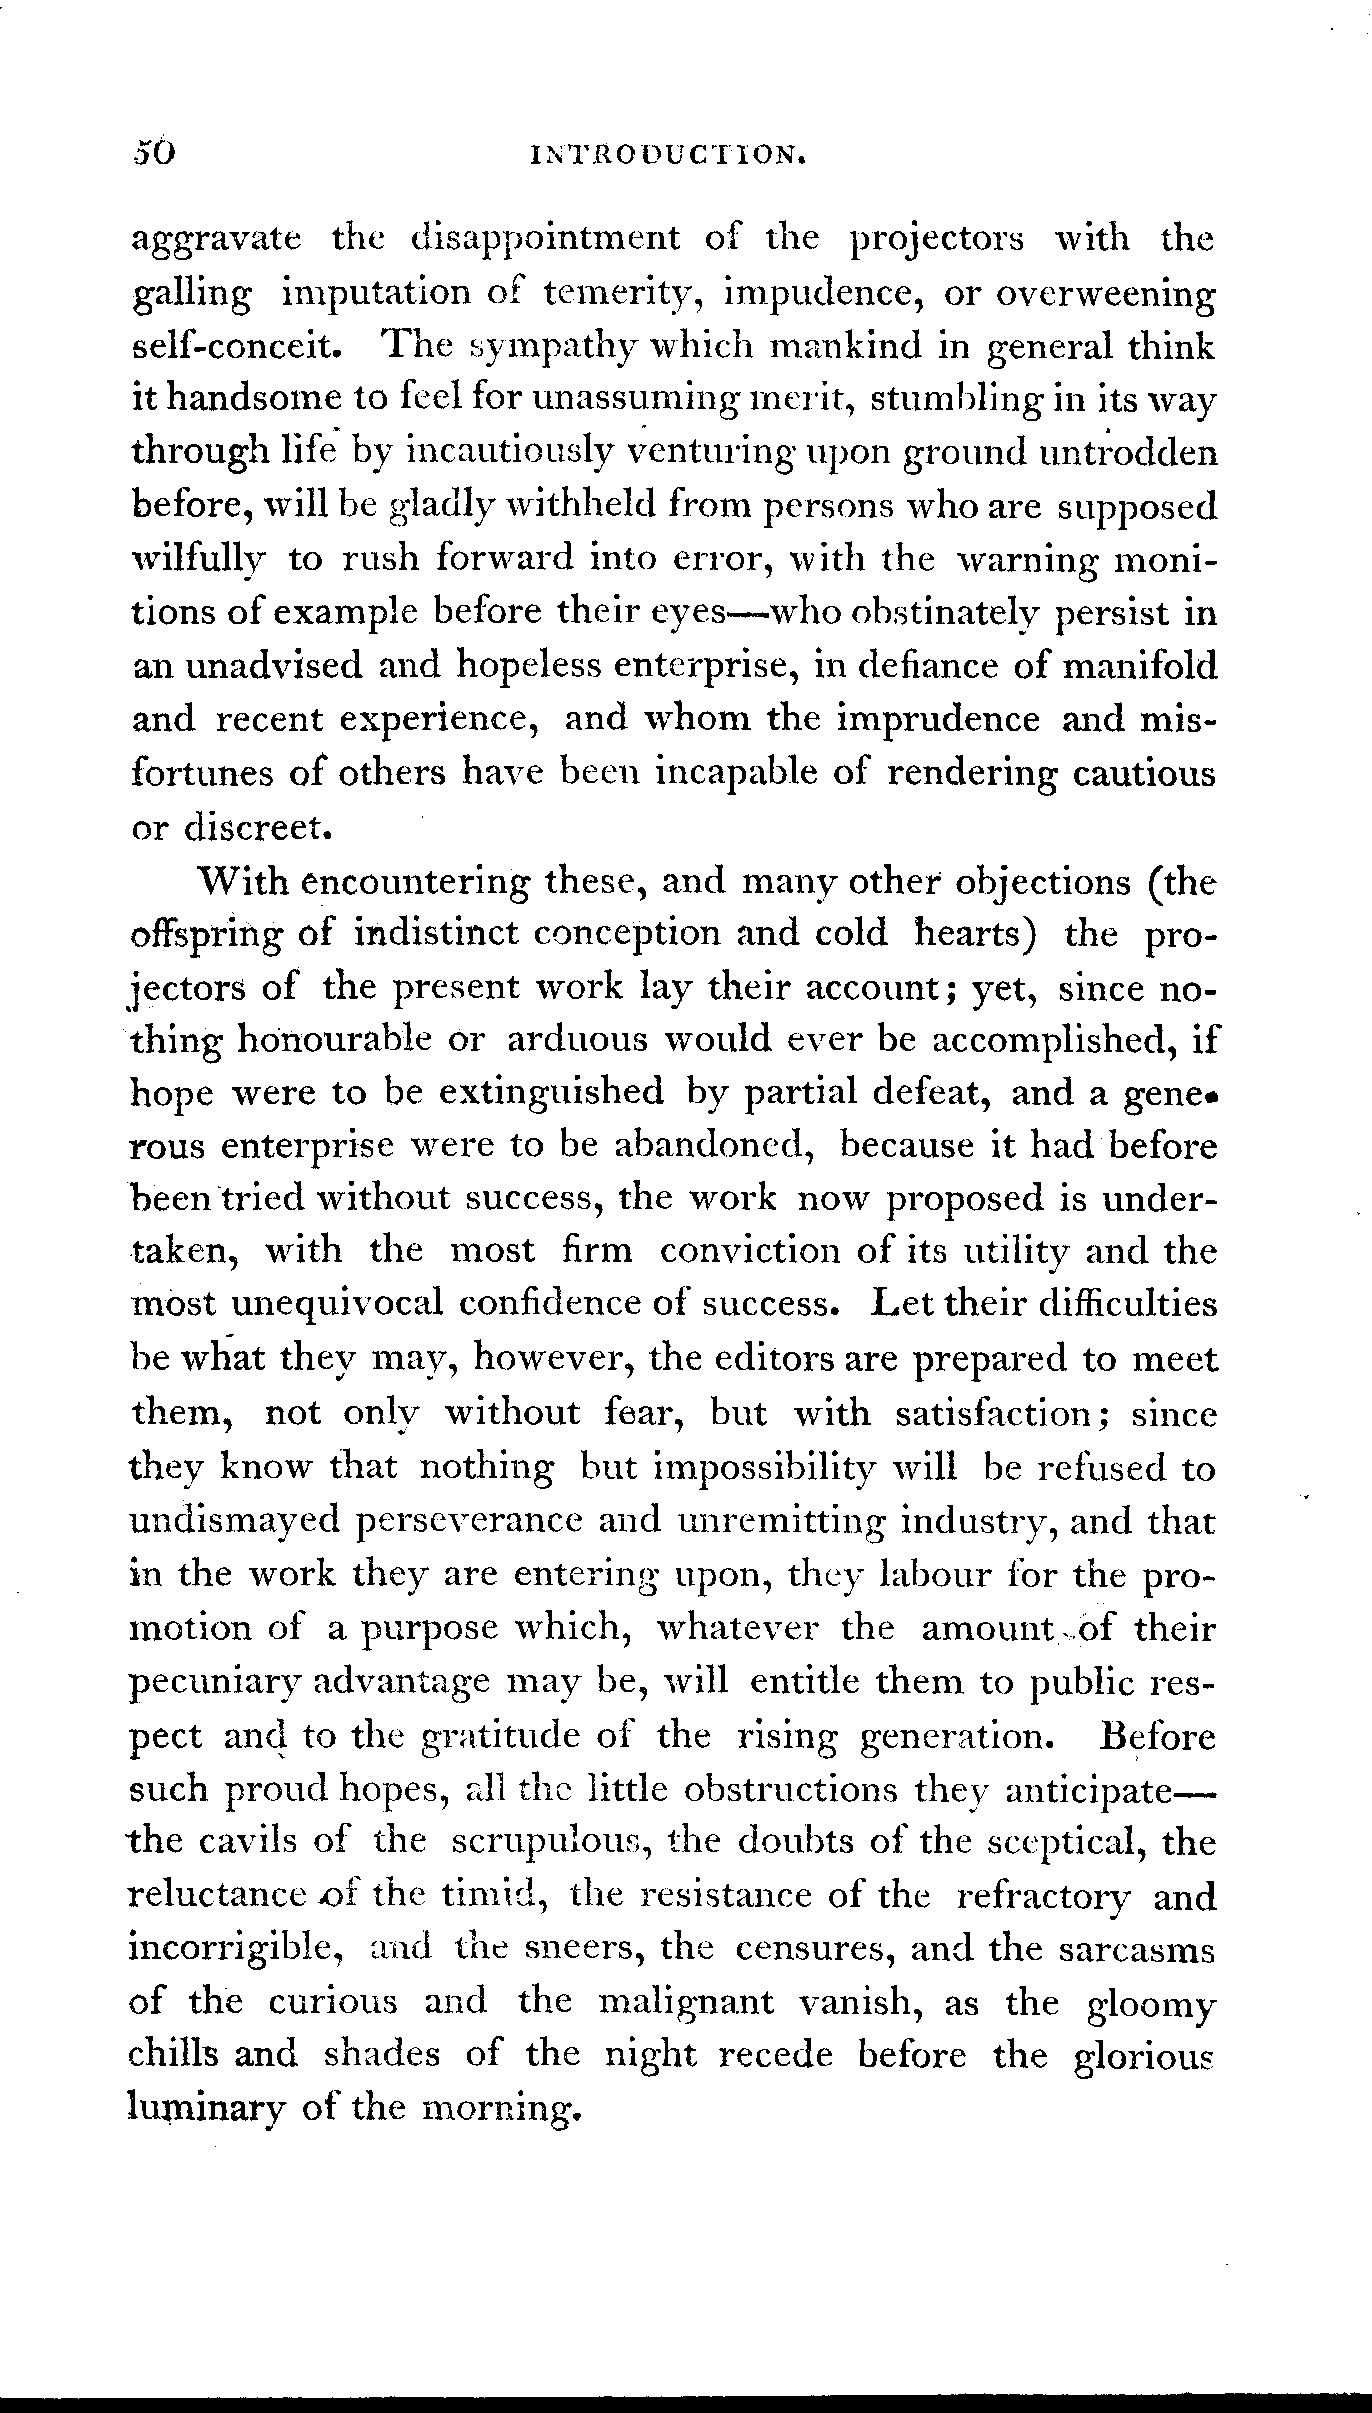 50 INTRODUCTION.
aggravate the disappointment of the projectors with the
galling imputation of temerity, impudence, or overweening
self-conceit. The sympathy which mankind in general think
it handsome to feel for unassuming merit, stumbling in its way
through life by incautiously venturing upon ground untrodden
before, will be gladly withheld from persons who are supposed
wilfully to rush forward into error, with the warning moni-
tions of example before their eyes—who obstinately persist in
an unadvised and hopeless enterprise, in defiance of manifold
and recent experience, and whom the imprudence and mis-
fortunes of others have been incapable of rendering cautious
or discreet.
With encountering these, and many other objections (the
offspring of indistinct conception and cold hearts) the pro-
jectors of the present work lay their account; yet, since no-
thing honourable or arduous would ever be accomplished, if
hope were to be extinguished by partial defeat, and a gene-
rous enterprise were to be abandoned, because it had before
been tried without success, the work now proposed is under-
taken, with the most firm conviction of its utility and the
most unequivocal confidence of success. Let their difficulties
be what they may, however, the editors are prepared to meet
them, not only without fear, but with satisfaction; since
they know that nothing but impossibility will be refused to
undismayed perseverance and unremitting industry, and that
in the work they are entering upon, they labour for the pro-
motion of a purpose which, whatever the amount of their
pecuniary advantage may be, will entitle them to public res-
pect and to the gratitude of the rising generation. Before
such proud hopes, all the little obstructions they anticipate—
the cavils of the scrupulous, the doubts of the sceptical, the
reluctance of the timid, the resistance of the refractory and
incorrigible, and the sneers, the censures, and the sarcasms
of the curious and the malignant vanish, as the gloomy
chills and shades of the night recede before the glorious
luminary of the morning.